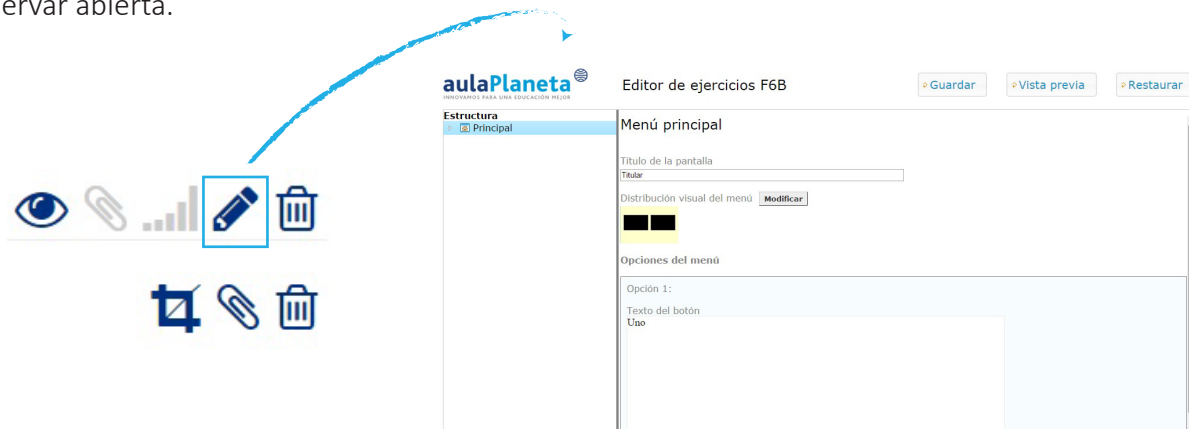 ervar abierta.
aulaPlaneta
INNOVAMOS PARA UNA EDUCACIÓN MEJOR
Editor de ejercicios F6B
Guardar
Vista previa
Restaurar
Estructura
Principal
Menú principal
Título de la pantalla
Titular
Distribución visual del menú Modificar
Opciones del menú
Opción 1:
Texto del botón
Uno